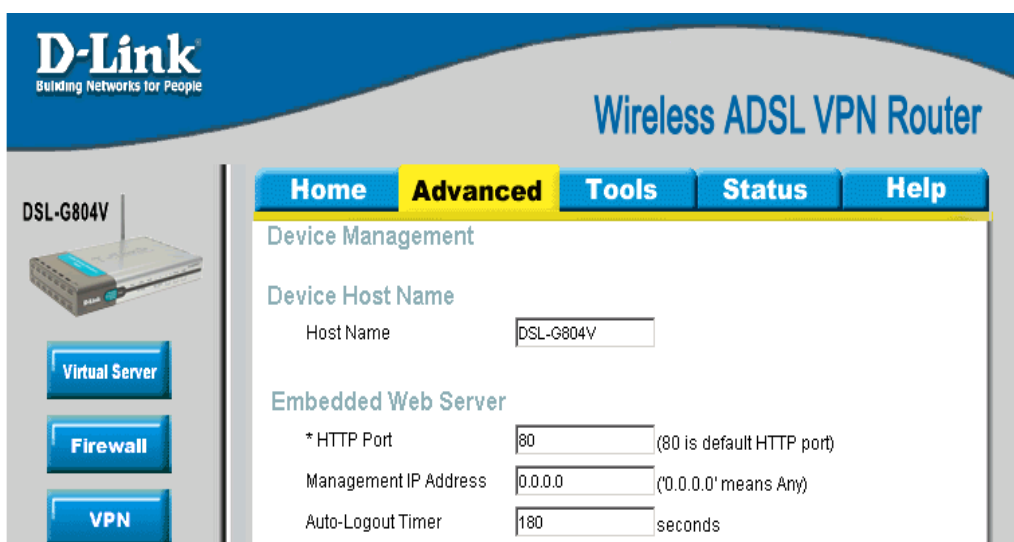 D-Link
Building Networks for People
Wireless ADSL VPN Router
Home Advanced Tools Status Help
DSL-G804V
D-Link
Virtual Server
Firewall
VPN
Device Management
Device Host Name
Host Name DSL-G804V
Embedded Web Server
* HTTP Port 80 (80 is default HTTP port)
Management IP Address 0.0.0.0 ('0.0.0.0' means Any)
Auto-Logout Timer 180 seconds